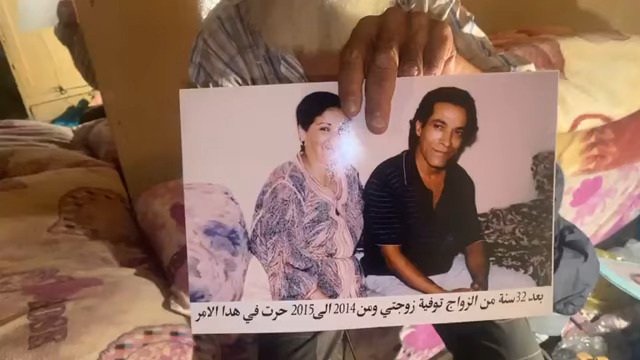 بعد 32 سنة من الزواج توفية زوجتي ومن 2014 الى 2015 حرت في هدا الامر